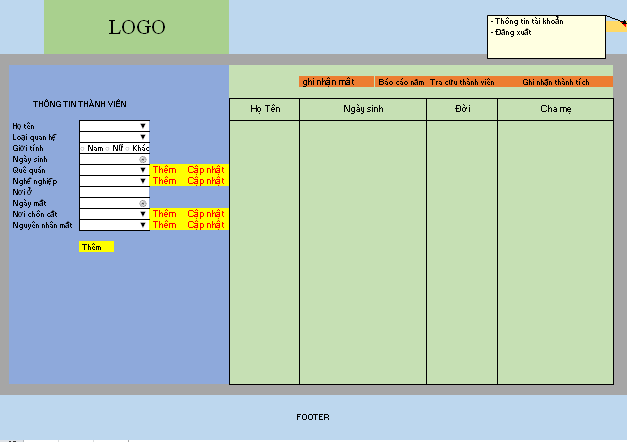 LOGO
- Thông tin tài khoản
- Đăng xuất
ghi nhận mất Báo cáo năm Tra cứu thành viên Ghi nhận thành tích
THÔNG TIN THÀNH VIÊN
Họ Tên Ngày sinh Đời Cha mẹ
Họ tên
Loại quan hệ
Giới tính Nam Nữ Khác
Ngày sinh
Quê quán Thêm Cập nhật
Nghề nghiệp Thêm Cập nhật
Nơi ở
Ngày mất
Nơi chôn cất Thêm Cập nhật
Nguyên nhân mất Thêm Cập nhật
Thêm
FOOTER